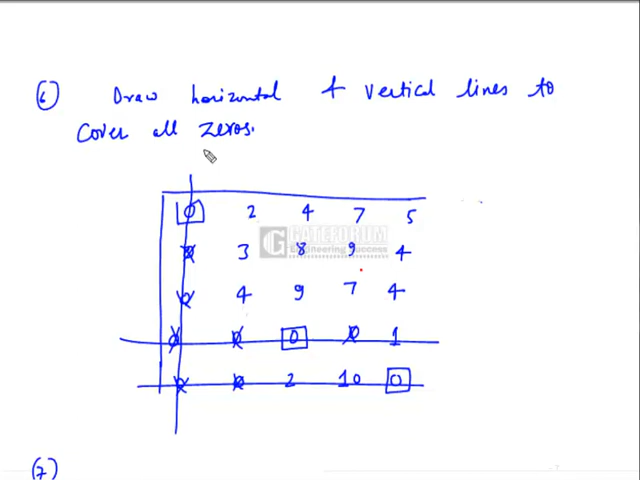 6 Draw horizontal & vertical lines to
Cover all zeros.
0 2 4 7 5
0 3 8 9 4
0 4 9 7 4
0 0 0 0 1
0 0 2 10 0
(7)
GATEFORUM
Engineering Success